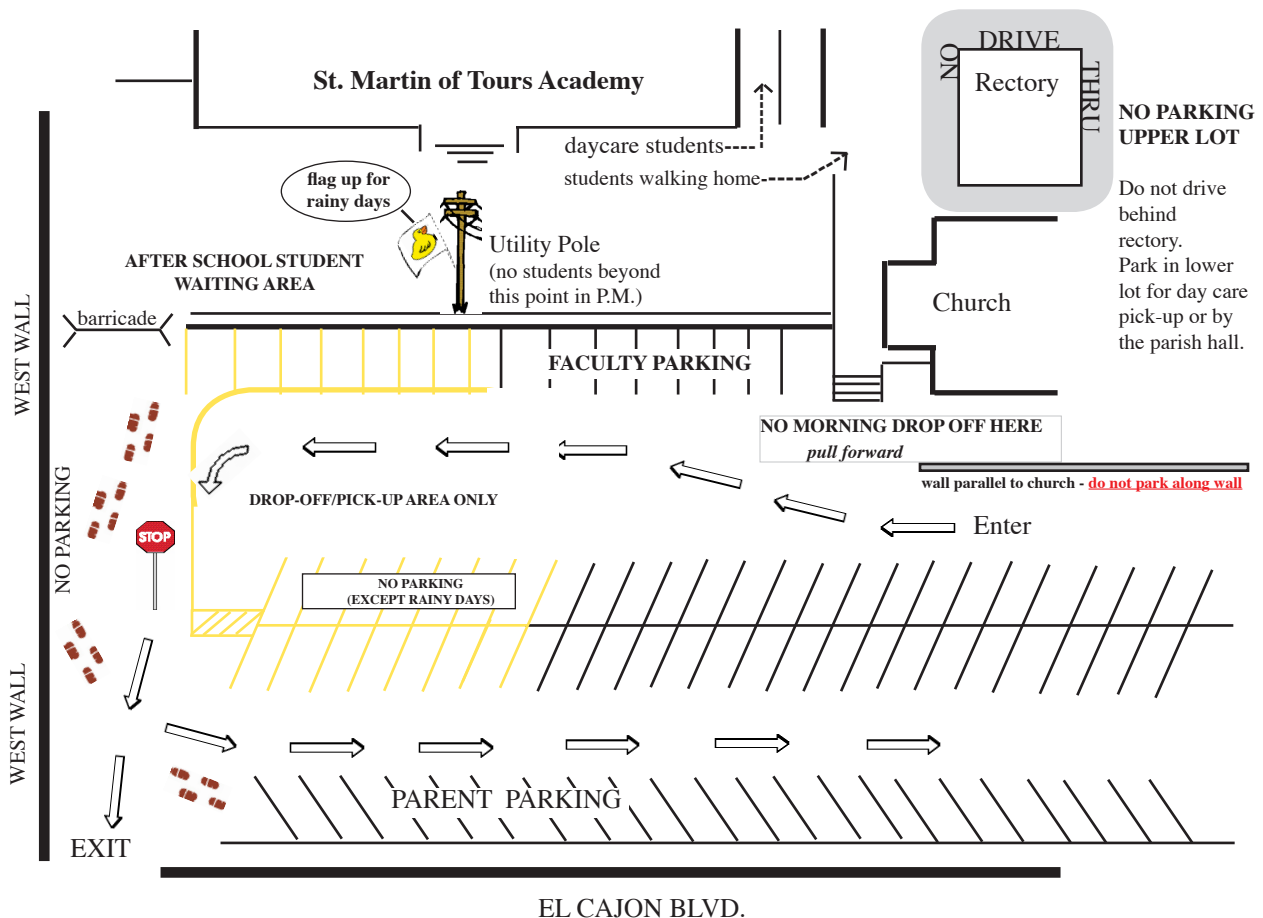 St. Martin of Tours Academy
NO
DRIVE
THRU
Rectory
NO PARKING
UPPER LOT
Do not drive
behind
rectory.
Park in lower
lot for day care
pick-up or by
the parish hall.
daycare students
students walking home
flag up for
rainy days
Utility Pole
(no students beyond
this point in P.M.)
AFTER SCHOOL STUDENT
WAITING AREA
barricade
WEST WALL
Church
FACULTY PARKING
NO MORNING DROP OFF HERE
pull forward
wall parallel to church - do not park along wall
Enter
DROP-OFF/PICK-UP AREA ONLY
NO PARKING
STOP
NO PARKING
(EXCEPT RAINY DAYS)
WEST WALL
PARENT PARKING
EXIT
EL CAJON BLVD.